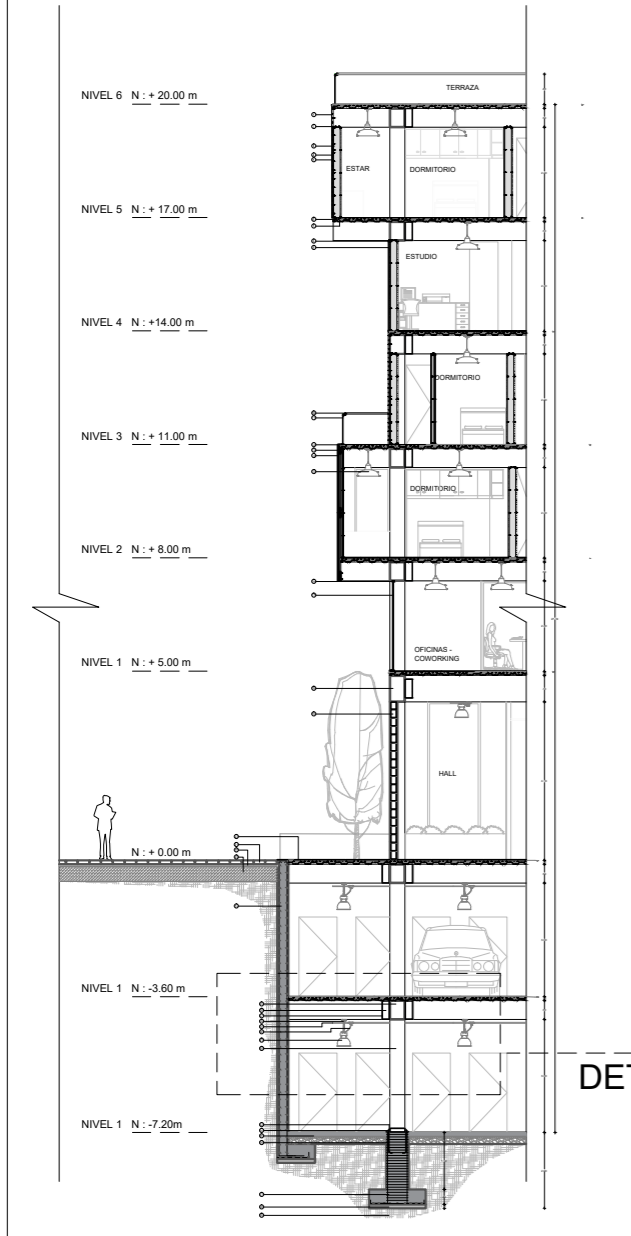 TERRAZA
NIVEL 6 N : + 20.00 m
ESTAR
DORMITORIO
NIVEL 5 N : + 17.00 m
ESTUDIO
NIVEL 4 N : +14.00 m
DORMITORIO
NIVEL 3 N : + 11.00 m
DORMITORIO
NIVEL 2 N : + 8.00 m
OFICINAS -
COWORKING
NIVEL 1 N : + 5.00 m
HALL
N : + 0.00 m
NIVEL 1 N : -3.60 m
DET
NIVEL 1 N : -7.20m